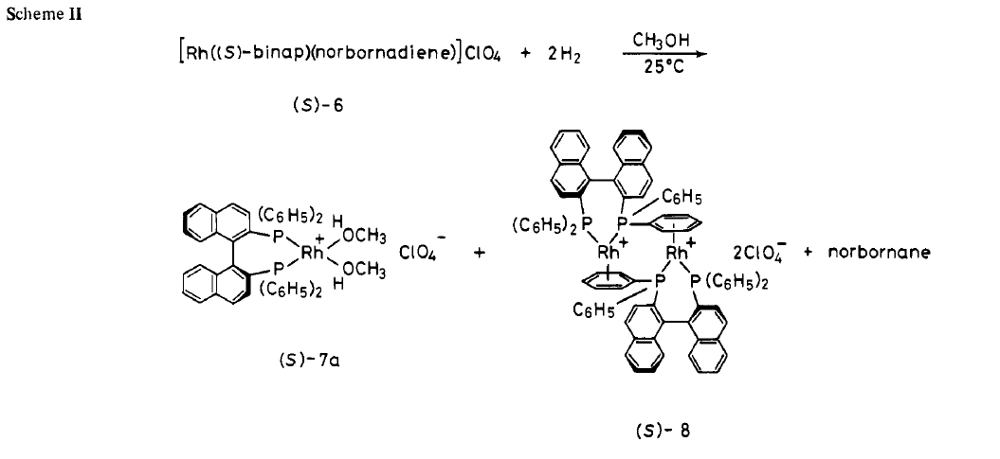 Scheme II
[Rh((S)-binap)(norbornadiene)]ClO4 + 2H2
CH3OH
25°C
(S)-6
(C6H5)2
P
Rh
+
H
OCH3
OCH3
H
P
(C6H5)2
ClO4-
+
(S)-7a
C6H5
(C6H5)2P
P
Rh+
Rh+
2ClO4- + norbornane
P
P(C6H5)2
C6H5
(S)-8